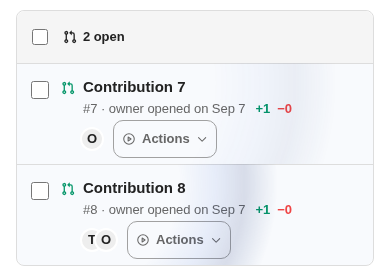 2 open
Contribution 7
#7 · owner opened on Sep 7 +1 −0
O Actions
Contribution 8
#8 · owner opened on Sep 7 +1 −0
T O Actions